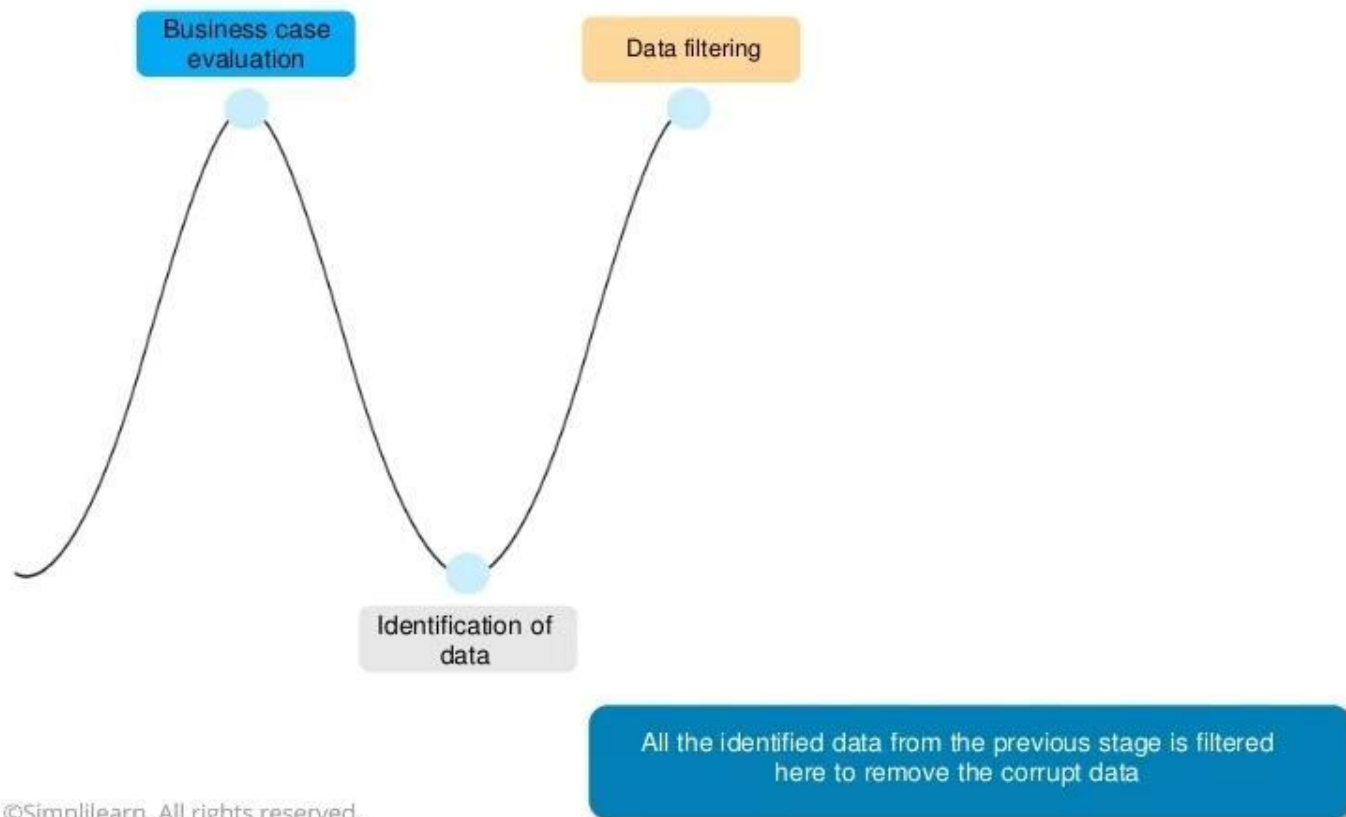 Business case
evaluation
Data filtering
Identification of
data
All the identified data from the previous stage is filtered
here to remove the corrupt data
©Simplilearn. All rights reserved.